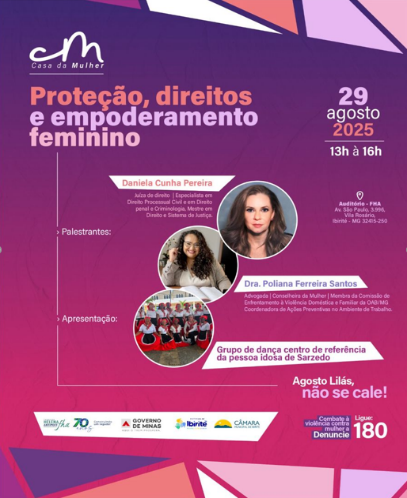 cM
Casa da Mulher
Proteção, direitos
e empoderamento
feminino
29
agosto
2025
13h à 16h
Daniela Cunha Pereira
Juíza de direito | Especialista em
Direito Processual Civil e em Direito
penal e Criminologia, Mestre em
Direito e Sistema de Justiça.
Auditório - FHA
Av. São Paulo, 3.996,
Vila Rosário,
Ibirité - MG 32415-250
› Palestrantes:
Dra. Poliana Ferreira Santos
Advogada | Conselheira da Mulher | Membra da Comissão de
Enfrentamento à Violência Doméstica e Familiar da OAB/MG
Coordenadora de Ações Preventivas no Ambiente de Trabalho.
› Apresentação:
Grupo de dança centro de referência
da pessoa idosa de Sarzedo
Agosto Lilás,
não se cale!
70
GOVERNO
DE MINAS
Ibirité
CÂMARA
Combate à
violência contra
mulher
Denuncie
Ligue:
180